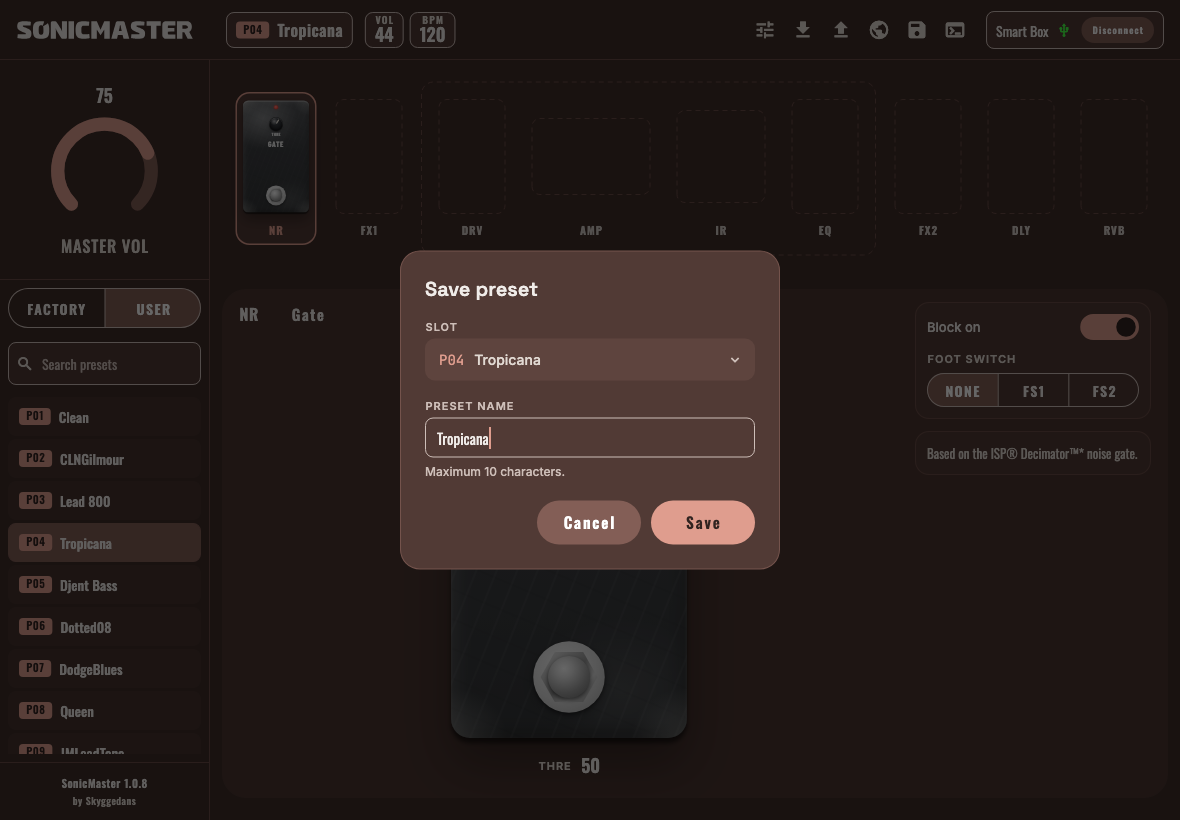 SONICMASTER
P04 Tropicana
VOL
44
BPM
120
Smart Box
Disconnect
75
MASTER VOL
FACTORY
USER
Search presets
P01 Clean
P02 CLNGilmour
P03 Lead 800
P04 Tropicana
P05 Djent Bass
P06 Dotted08
P07 DodgeBlues
P08 Queen
P09 JMLeadTone
SonicMaster 1.0.8
by Skyggedans
GATE
NR
FX1
DRV
AMP
IR
EQ
FX2
DLY
RVB
NR Gate
Block on
FOOT SWITCH
NONE
FS1
FS2
Based on the ISP® Decimator™* noise gate.
Save preset
SLOT
P04 Tropicana
PRESET NAME
Tropicana
Maximum 10 characters.
Cancel
Save
THRE 50